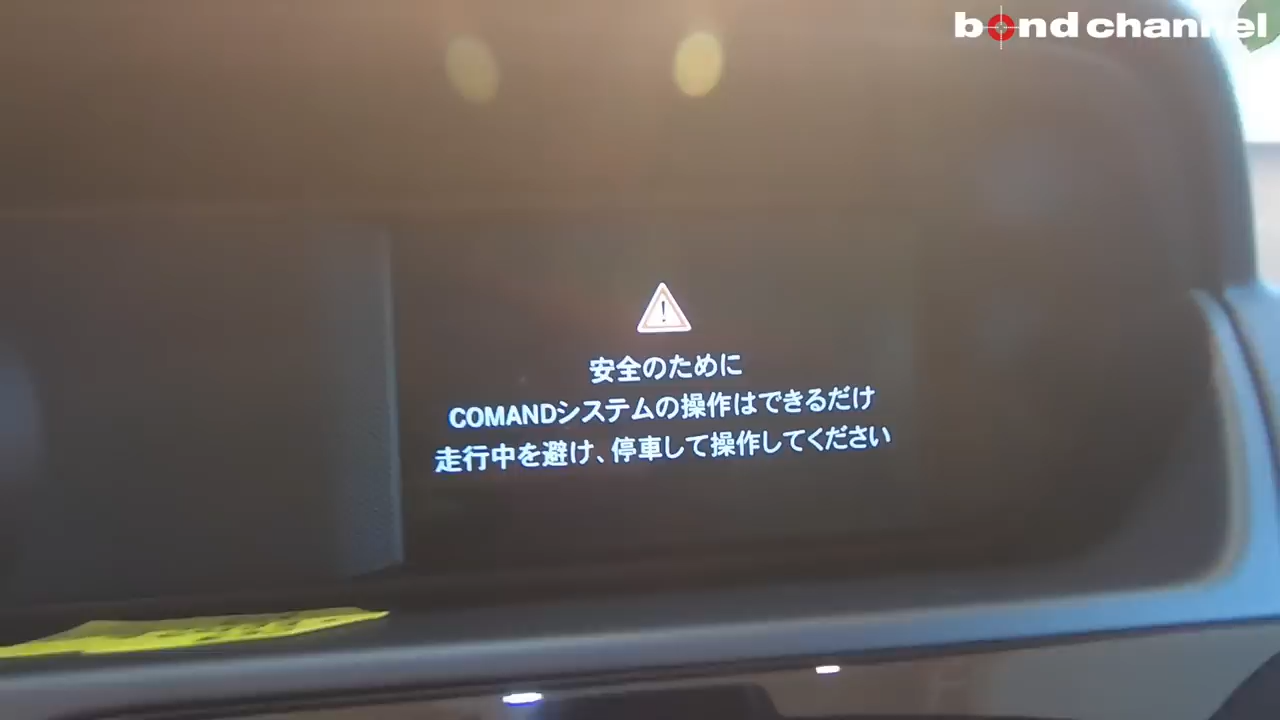 bond channel
安全のために
COMANDシステムの操作はできるだけ
走行中を避け、停車して操作してください